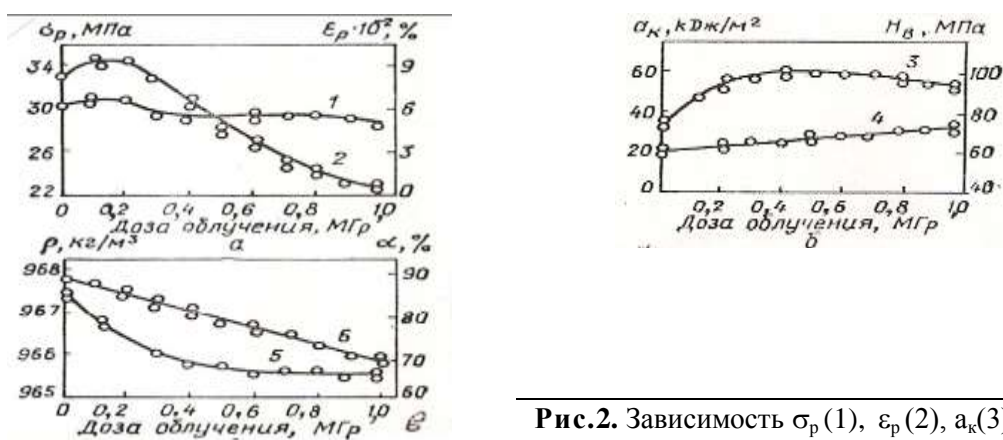 σр, МПа εр·10², %
34 9
30 6
26 3
22 0
1
2
0 0,2 0,4 0,6 0,8 1,0
Доза облучения, МГр
а
aк, кДж/м² Hв, МПа
60 100
40 80
20 60
0 40
3
4
0,2 0,4 0,6 0,8 1,0
Доза облучения, МГр
б
ρ, кг/м³ α, %
968 90
967 80
966 70
965 60
Б
5
0 0,2 0,4 0,6 0,8 1,0
Доза облучения, МГр в
Рис.2. Зависимость σр (1), εр (2), aк(3)